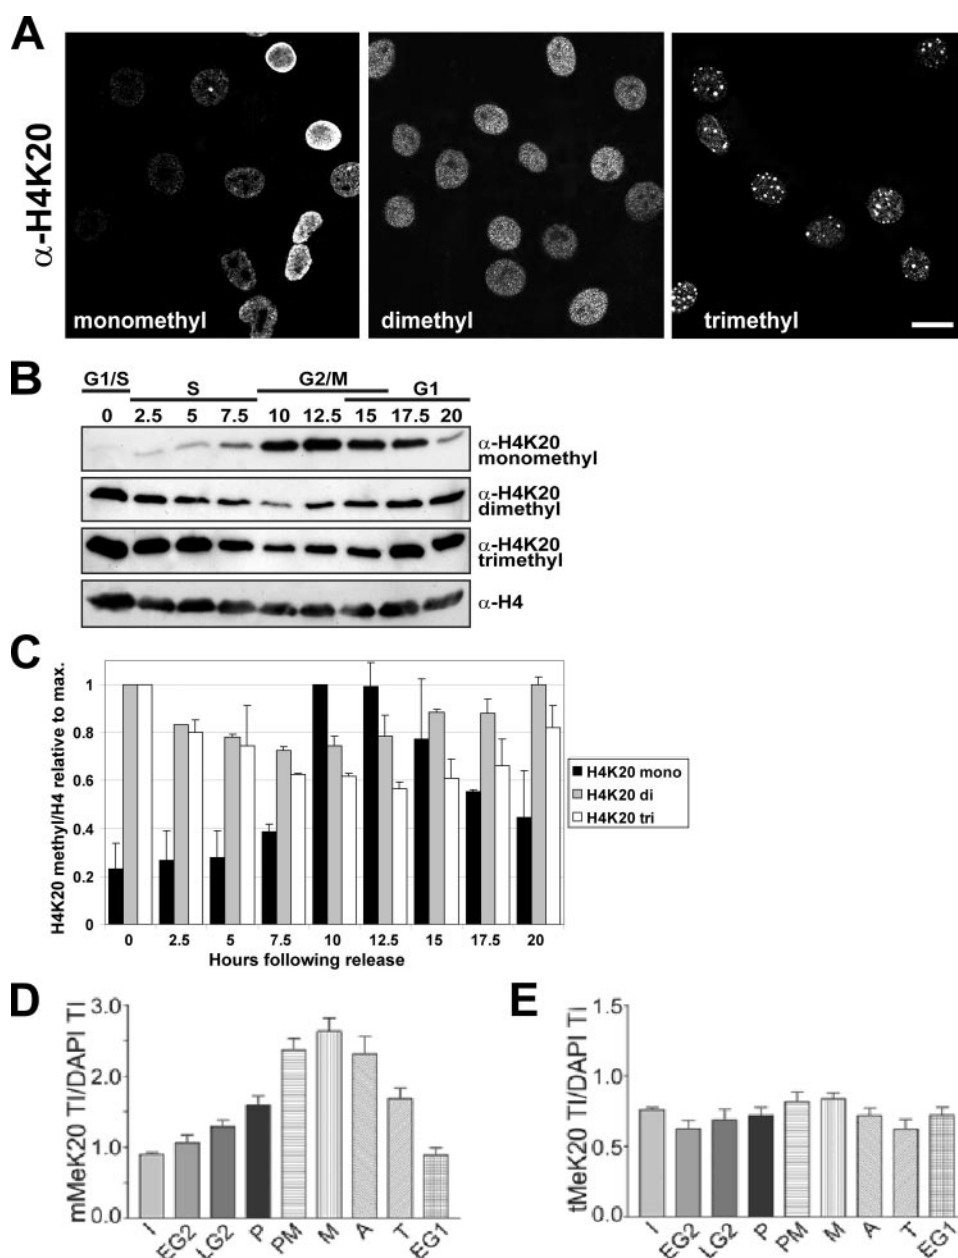 A
α-H4K20
monomethyl
dimethyl
trimethyl
B
G1/S
S
G2/M
G1
0 2.5 5 7.5 10 12.5 15 17.5 20
α-H4K20
monomethyl
α-H4K20
dimethyl
α-H4K20
trimethyl
α-H4
C
H4K20 methyl/H4 relative to max.
1
0.8
0.6
0.4
0.2
0
0 2.5 5 7.5 10 12.5 15 17.5 20
Hours following release
H4K20 mono
H4K20 di
H4K20 tri
D
mMeK20 TI/DAPI TI
3.0
2.0
1.0
0.0
I EG2 LG2 P PM M A T EG1
E
tMeK20 TI/DAPI TI
1.5
1.0
0.5
0.0
I EG2 LG2 P PM M A T EG1